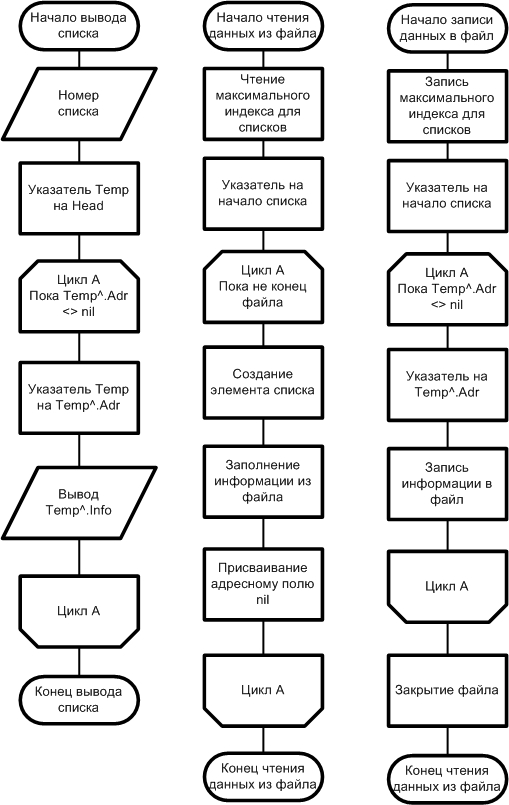 Начало вывода
списка
Номер
списка
Указатель Temp
на Head
Цикл А
Пока Temp^.Adr
<> nil
Указатель Temp
на Temp^.Adr
Вывод
Temp^.Info
Цикл А
Конец вывода
списка
Начало чтения
данных из файла
Чтение
максимального
индекса для
списков
Указатель на
начало списка
Цикл А
Пока не конец
файла
Создание
элемента списка
Заполнение
информации из
файла
Присваивание
адресному полю
nil
Цикл А
Конец чтения
данных из файла
Начало записи
данных в файл
Запись
максимального
индекса для
списков
Указатель на
начало списка
Цикл А
Пока Temp^.Adr
<> nil
Указатель на
Temp^.Adr
Запись
информации в
файл
Цикл А
Закрытие файла
Конец чтения
данных из файла